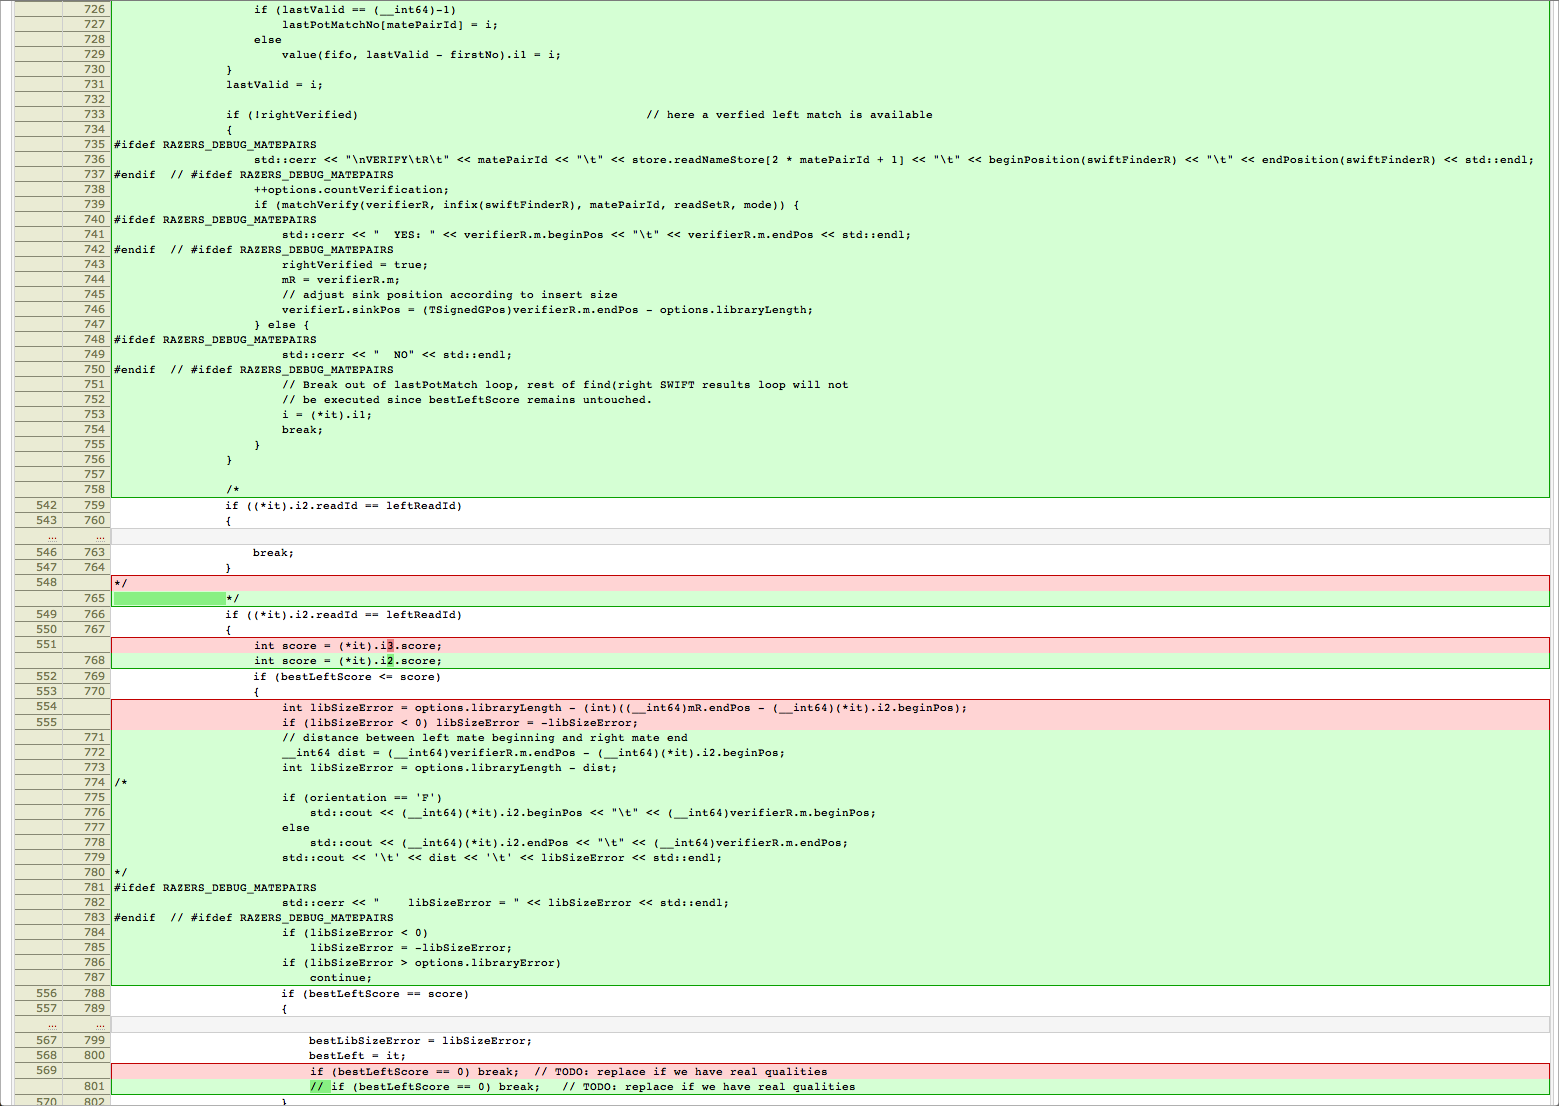 726 if (lastValid == (__int64)-1)
727 lastPotMatchNo[matePairId] = i;
728 else
729 value(fifo, lastValid - firstNo).i1 = i;
730 }
731 lastValid = i;
732
733 if (!rightVerified) // here a verfied left match is available
734 {
735 #ifdef RAZERS_DEBUG_MATEPAIRS
736 std::cerr << "\nVERIFY\tR\t" << matePairId << "\t" << store.readNameStore[2 * matePairId + 1] << "\t" << beginPosition(swiftFinderR) << "\t" << endPosition(swiftFinderR) << std::endl;
737 #endif // #ifdef RAZERS_DEBUG_MATEPAIRS
738 ++options.countVerification;
739 if (matchVerify(verifierR, infix(swiftFinderR), matePairId, readSetR, mode)) {
740 #ifdef RAZERS_DEBUG_MATEPAIRS
741 std::cerr << "  YES: " << verifierR.m.beginPos << "\t" << verifierR.m.endPos << std::endl;
742 #endif // #ifdef RAZERS_DEBUG_MATEPAIRS
743 rightVerified = true;
744 mR = verifierR.m;
745 // adjust sink position according to insert size
746 verifierL.sinkPos = (TSignedGPos)verifierR.m.endPos - options.libraryLength;
747 } else {
748 #ifdef RAZERS_DEBUG_MATEPAIRS
749 std::cerr << "  NO" << std::endl;
750 #endif // #ifdef RAZERS_DEBUG_MATEPAIRS
751 // Break out of lastPotMatch loop, rest of find(right SWIFT results loop will not
752 // be executed since bestLeftScore remains untouched.
753 i = (*it).i1;
754 break;
755 }
756 }
757
758 /*
542 759 if ((*it).i2.readId == leftReadId)
543 760 {
... ...
546 763 break;
547 764 }
548 */
765 */
549 766 if ((*it).i2.readId == leftReadId)
550 767 {
551 int score = (*it).i3.score;
768 int score = (*it).i2.score;
552 769 if (bestLeftScore <= score)
553 770 {
554 int libSizeError = options.libraryLength - (int)((__int64)mR.endPos - (__int64)(*it).i2.beginPos);
555 if (libSizeError < 0) libSizeError = -libSizeError;
771 // distance between left mate beginning and right mate end
772 __int64 dist = (__int64)verifierR.m.endPos - (__int64)(*it).i2.beginPos;
773 int libSizeError = options.libraryLength - dist;
774 /*
775 if (orientation == 'F')
776 std::cout << (__int64)(*it).i2.beginPos << "\t" << (__int64)verifierR.m.beginPos;
777 else
778 std::cout << (__int64)(*it).i2.endPos << "\t" << (__int64)verifierR.m.endPos;
779 std::cout << '\t' << dist << '\t' << libSizeError << std::endl;
780 */
781 #ifdef RAZERS_DEBUG_MATEPAIRS
782 std::cerr << "    libSizeError = " << libSizeError << std::endl;
783 #endif // #ifdef RAZERS_DEBUG_MATEPAIRS
784 if (libSizeError < 0)
785 libSizeError = -libSizeError;
786 if (libSizeError > options.libraryError)
787 continue;
556 788 if (bestLeftScore == score)
557 789 {
... ...
567 799 bestLibSizeError = libSizeError;
568 800 bestLeft = it;
569 if (bestLeftScore == 0) break; // TODO: replace if we have real qualities
801 // if (bestLeftScore == 0) break; // TODO: replace if we have real qualities
570 802 }